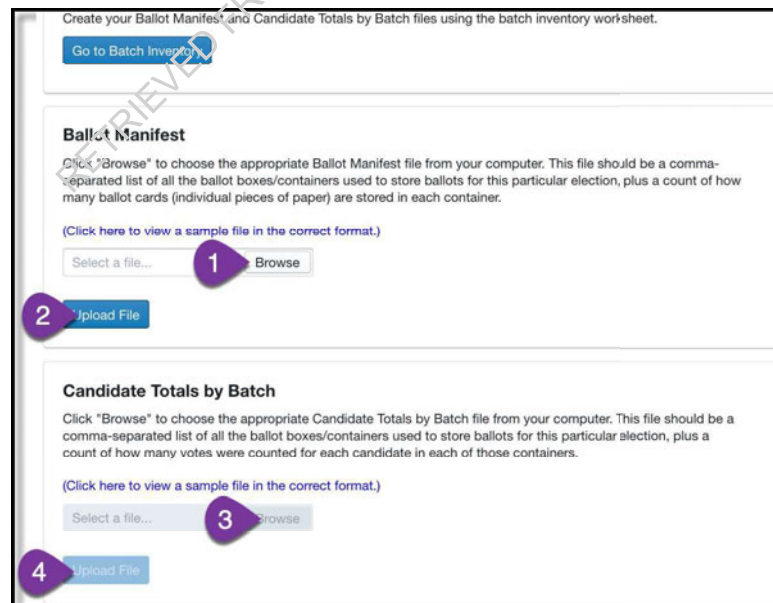 Create your Ballot Manifest and Candidate Totals by Batch files using the batch inventory worksheet.
Go to Batch Inventory
RETRIEVED FR
Ballot Manifest
Click "Browse" to choose the appropriate Ballot Manifest file from your computer. This file should be a comma-
separated list of all the ballot boxes/containers used to store ballots for this particular election, plus a count of how
many ballot cards (individual pieces of paper) are stored in each container.
(Click here to view a sample file in the correct format.)
Select a file... 1 Browse
2 Upload File
Candidate Totals by Batch
Click "Browse" to choose the appropriate Candidate Totals by Batch file from your computer. This file should be a
comma-separated list of all the ballot boxes/containers used to store ballots for this particular election, plus a
count of how many votes were counted for each candidate in each of those containers.
(Click here to view a sample file in the correct format.)
Select a file... 3 Browse
4 Upload File